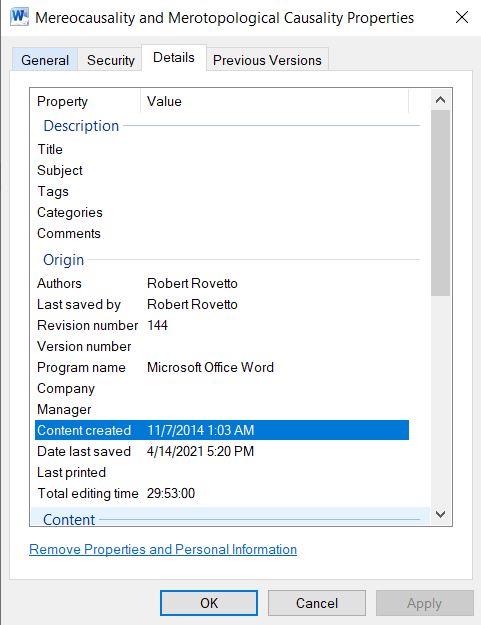 Mereocausality and Merotopological Causality Properties
General Security Details Previous Versions
Property Value
Description
Title
Subject
Tags
Categories
Comments
Origin
Authors Robert Rovetto
Last saved by Robert Rovetto
Revision number 144
Version number
Program name Microsoft Office Word
Company
Manager
Content created 11/7/2014 1:03 AM
Date last saved 4/14/2021 5:20 PM
Last printed
Total editing time 29:53:00
Content
Remove Properties and Personal Information
OK Cancel Apply